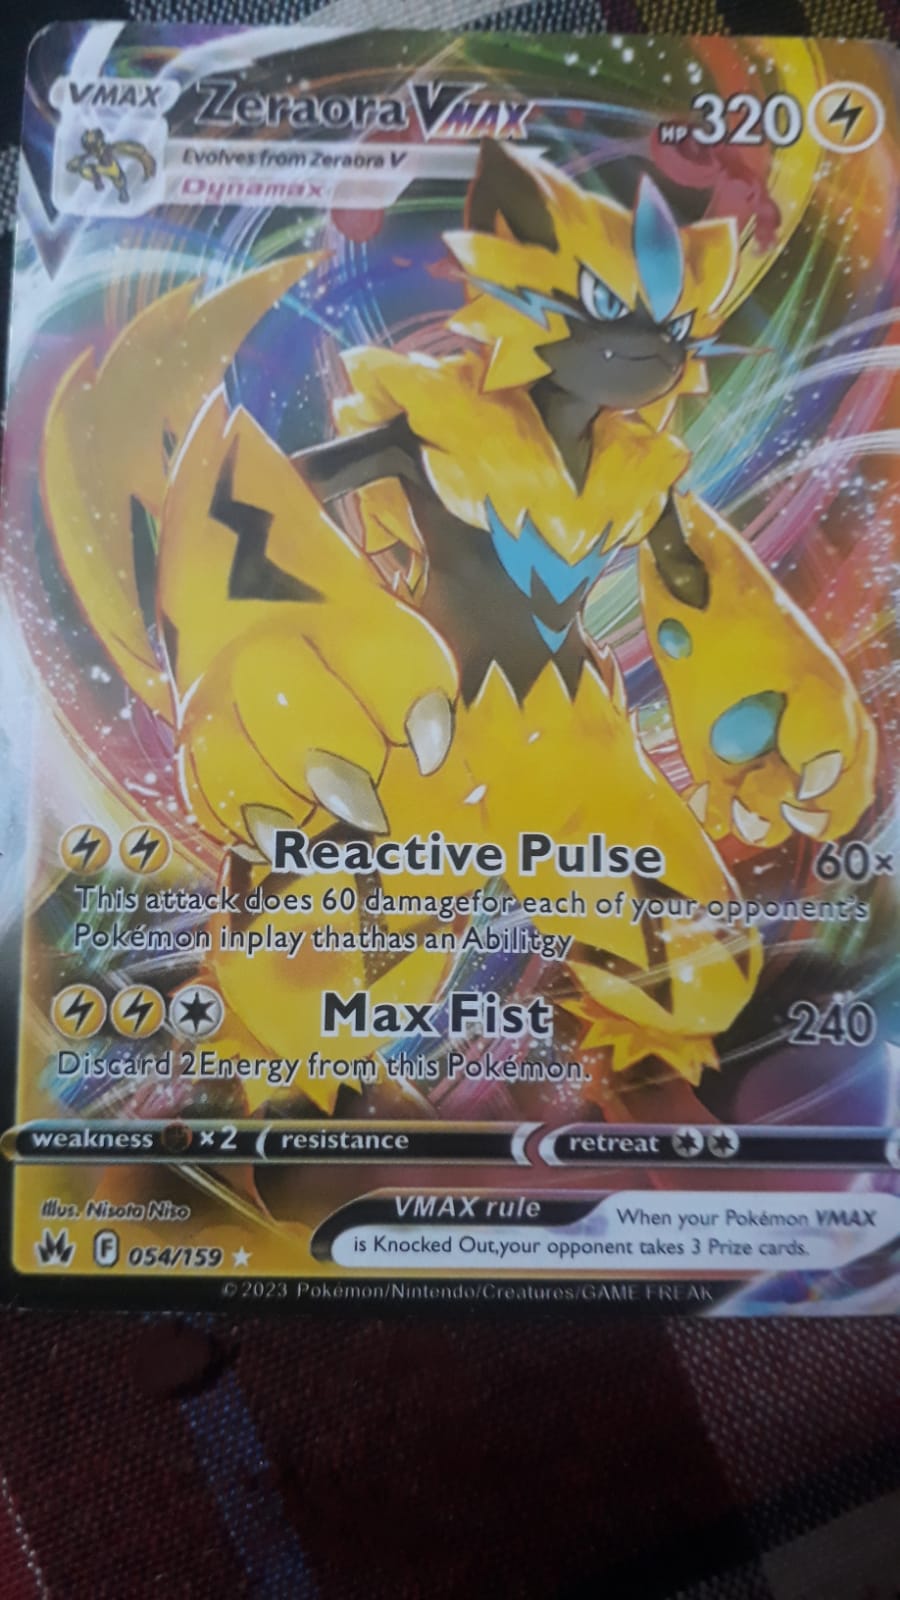 VMAX
Zeraora VMAX
HP 320
Evolves from Zeraora V
Dynamax
Reactive Pulse 60×
This attack does 60 damagefor each of your opponent's
Pokémon inplay thathas an Abilitgy
Max Fist 240
Discard 2Energy from this Pokémon.
weakness ×2 resistance retreat
Illus. Nisota Niso
VMAX rule When your Pokémon VMAX
is Knocked Out,your opponent takes 3 Prize cards.
F 054/159
©2023 Pokémon/Nintendo/Creatures/GAME FREAK